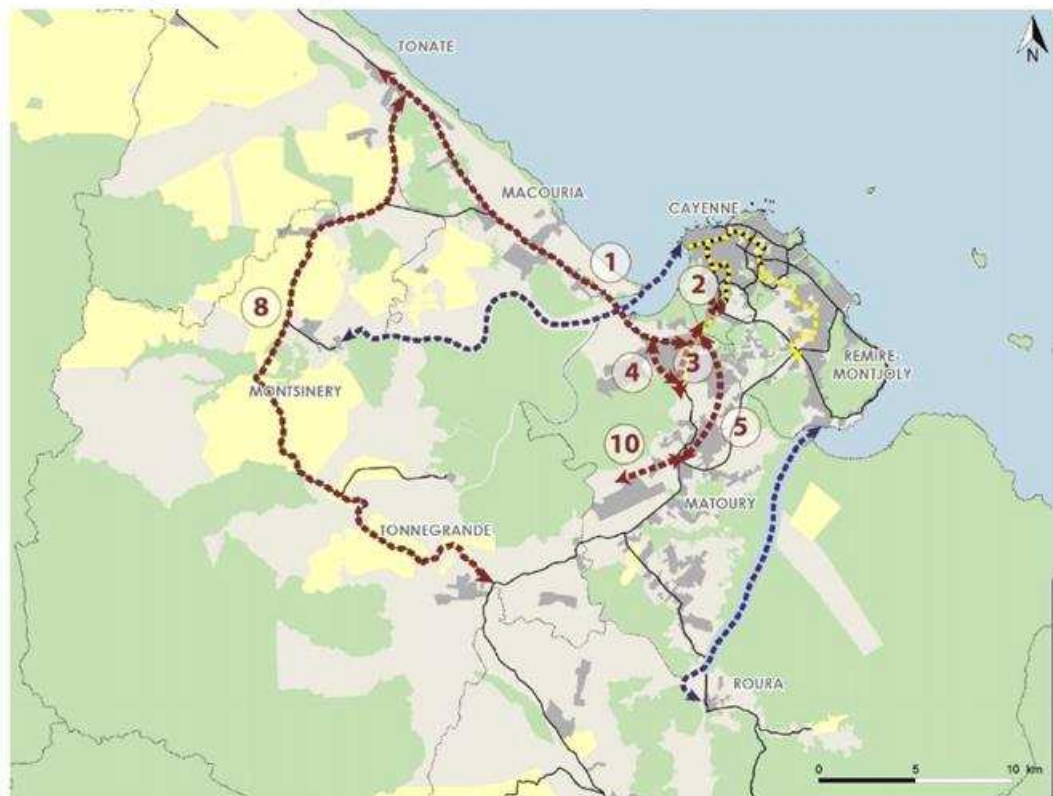 N
TONATE
MACOURIA
CAYENNE
1
2
8
REMIRE-
MONTJOLY
3
4
MONTSINERY
5
10
MATOURY
TONNEGRANDE
ROURA
0 5 10 km